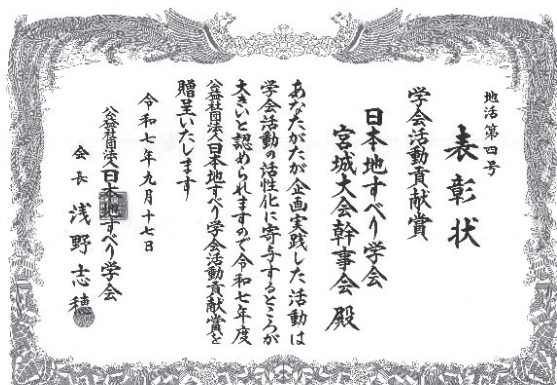 地活第四号
表彰状
学会活動貢献賞
日本地すべり学会
宮城大会幹事会 殿
あなたがたが企画実践した活動は
学会活動の活性化に寄与するところが
大きいと認められますので令和七年度
公益社団法人日本地すべり学会活動貢献賞を
贈呈いたします
令和七年九月十七日
公益社団法人日本地すべり学会
会長 浅野志穂